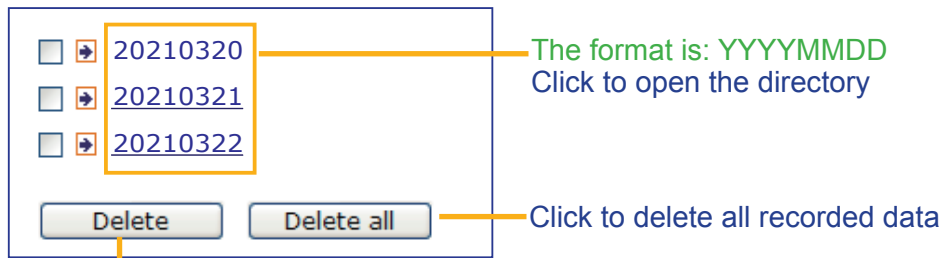 20210320
The format is: YYYYMMDD
Click to open the directory
20210321
20210322
Delete
Delete all
Click to delete all recorded data